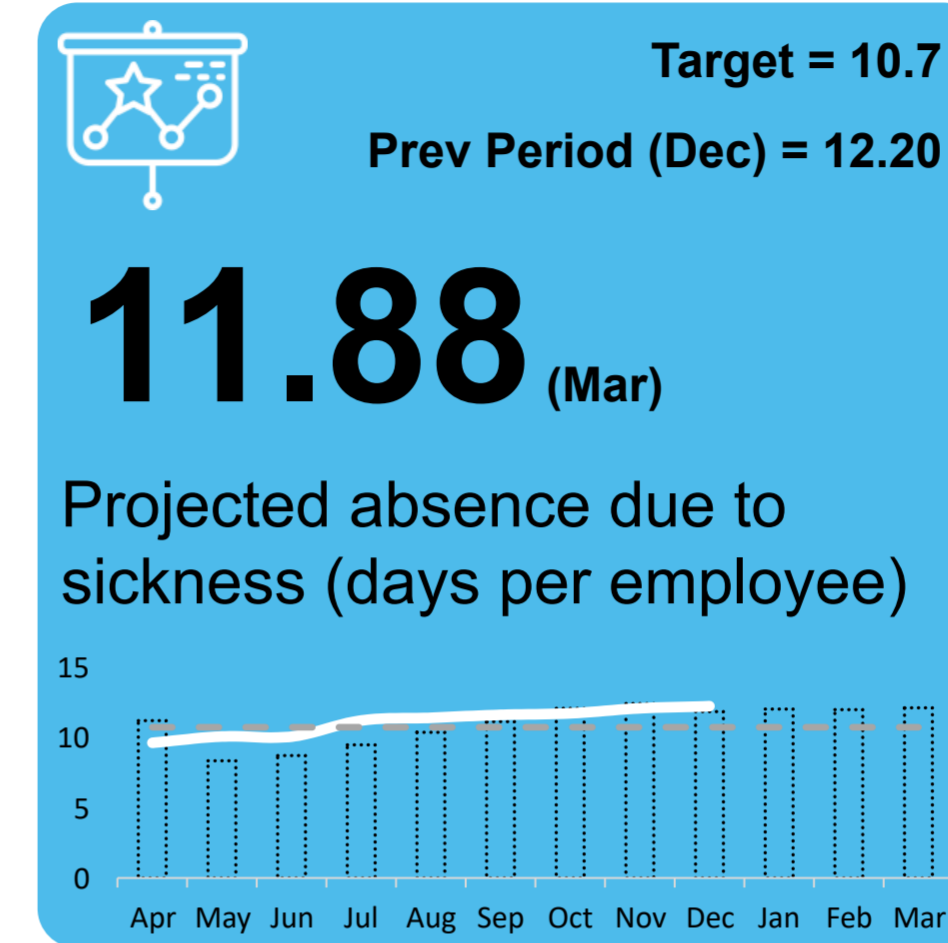 Target = 10.7
Prev Period (Dec) = 12.20
11.88 (Mar)
Projected absence due to
sickness (days per employee)
15
10
5
0
Apr May Jun Jul Aug Sep Oct Nov Dec Jan Feb Mar